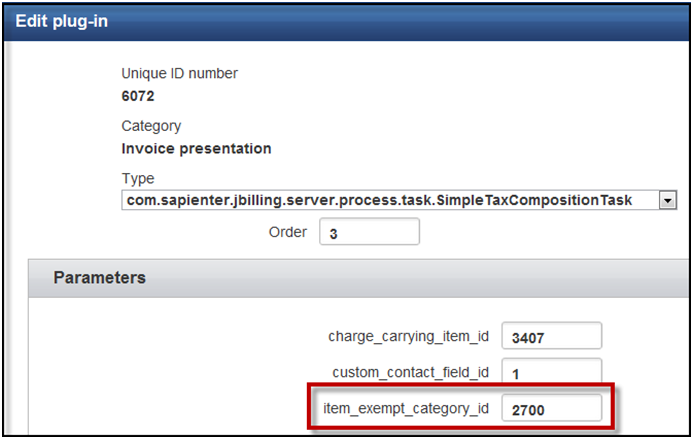 Edit plug-in
Unique ID number
6072
Category
Invoice presentation
Type
com.sapienter.jbilling.server.process.task.SimpleTaxCompositionTask
Order 3
Parameters
charge_carrying_item_id 3407
custom_contact_field_id 1
item_exempt_category_id 2700